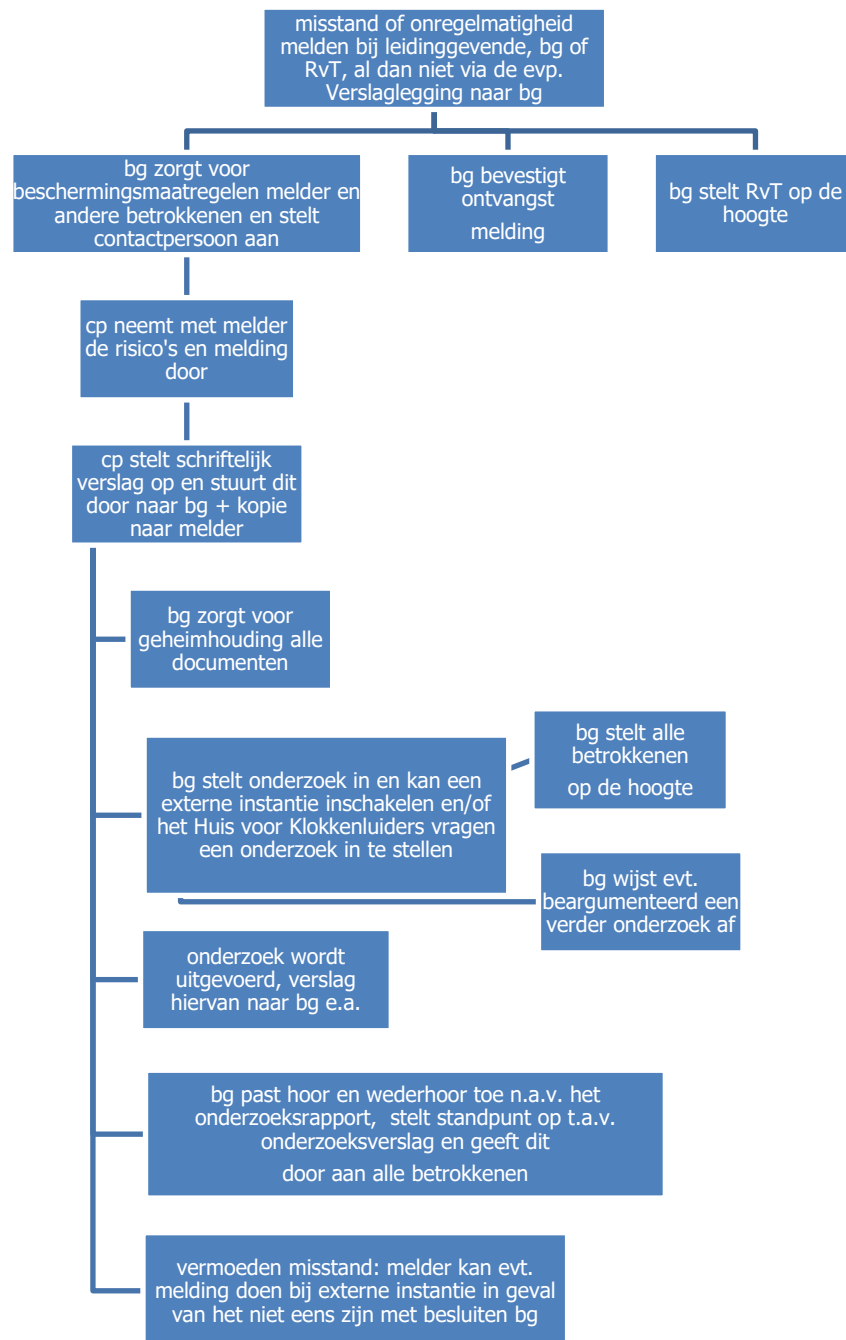 misstand of onregelmatigheid
melden bij leidinggevende, bg of
RvT, al dan niet via de evp.
Verslaglegging naar bg
bg zorgt voor
beschermingsmaatregelen melder en
andere betrokkenen en stelt
contactpersoon aan
bg bevestigt
ontvangst
melding
bg stelt RvT op de
hoogte
cp neemt met melder
de risico's en melding
door
cp stelt schriftelijk
verslag op en stuurt dit
door naar bg + kopie
naar melder
bg zorgt voor
geheimhouding alle
documenten
bg stelt onderzoek in en kan een
externe instantie inschakelen en/of
het Huis voor Klokkenluiders vragen
een onderzoek in te stellen
bg stelt alle
betrokkenen
op de hoogte
bg wijst evt.
beargumenteerd een
verder onderzoek af
onderzoek wordt
uitgevoerd, verslag
hiervan naar bg e.a.
bg past hoor en wederhoor toe n.a.v. het
onderzoeksrapport, stelt standpunt op t.a.v.
onderzoeksverslag en geeft dit
door aan alle betrokkenen
vermoeden misstand: melder kan evt.
melding doen bij externe instantie in geval
van het niet eens zijn met besluiten bg